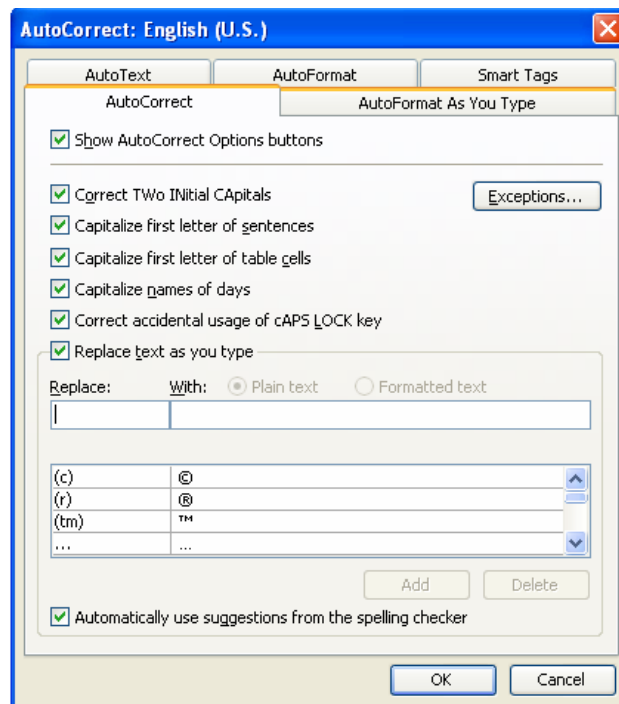 AutoCorrect: English (U.S.)
AutoText AutoFormat Smart Tags
AutoCorrect AutoFormat As You Type
Show AutoCorrect Options buttons
Correct TWo INitial CApitals Exceptions...
Capitalize first letter of sentences
Capitalize first letter of table cells
Capitalize names of days
Correct accidental usage of cAPS LOCK key
Replace text as you type
Replace: With: Plain text Formatted text
(c) ©
(r) ®
(tm) ™
... …
Add Delete
Automatically use suggestions from the spelling checker
OK Cancel